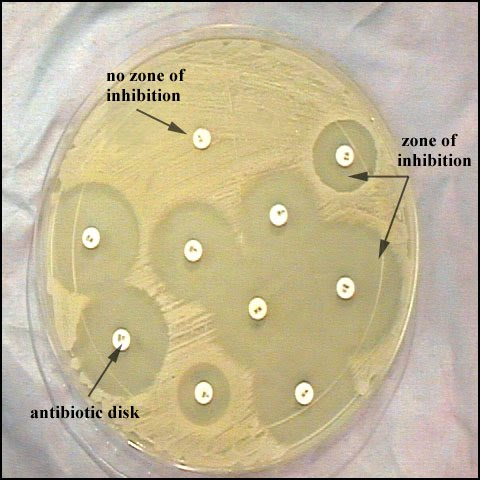 no zone of
inhibition
zone of
inhibition
antibiotic disk